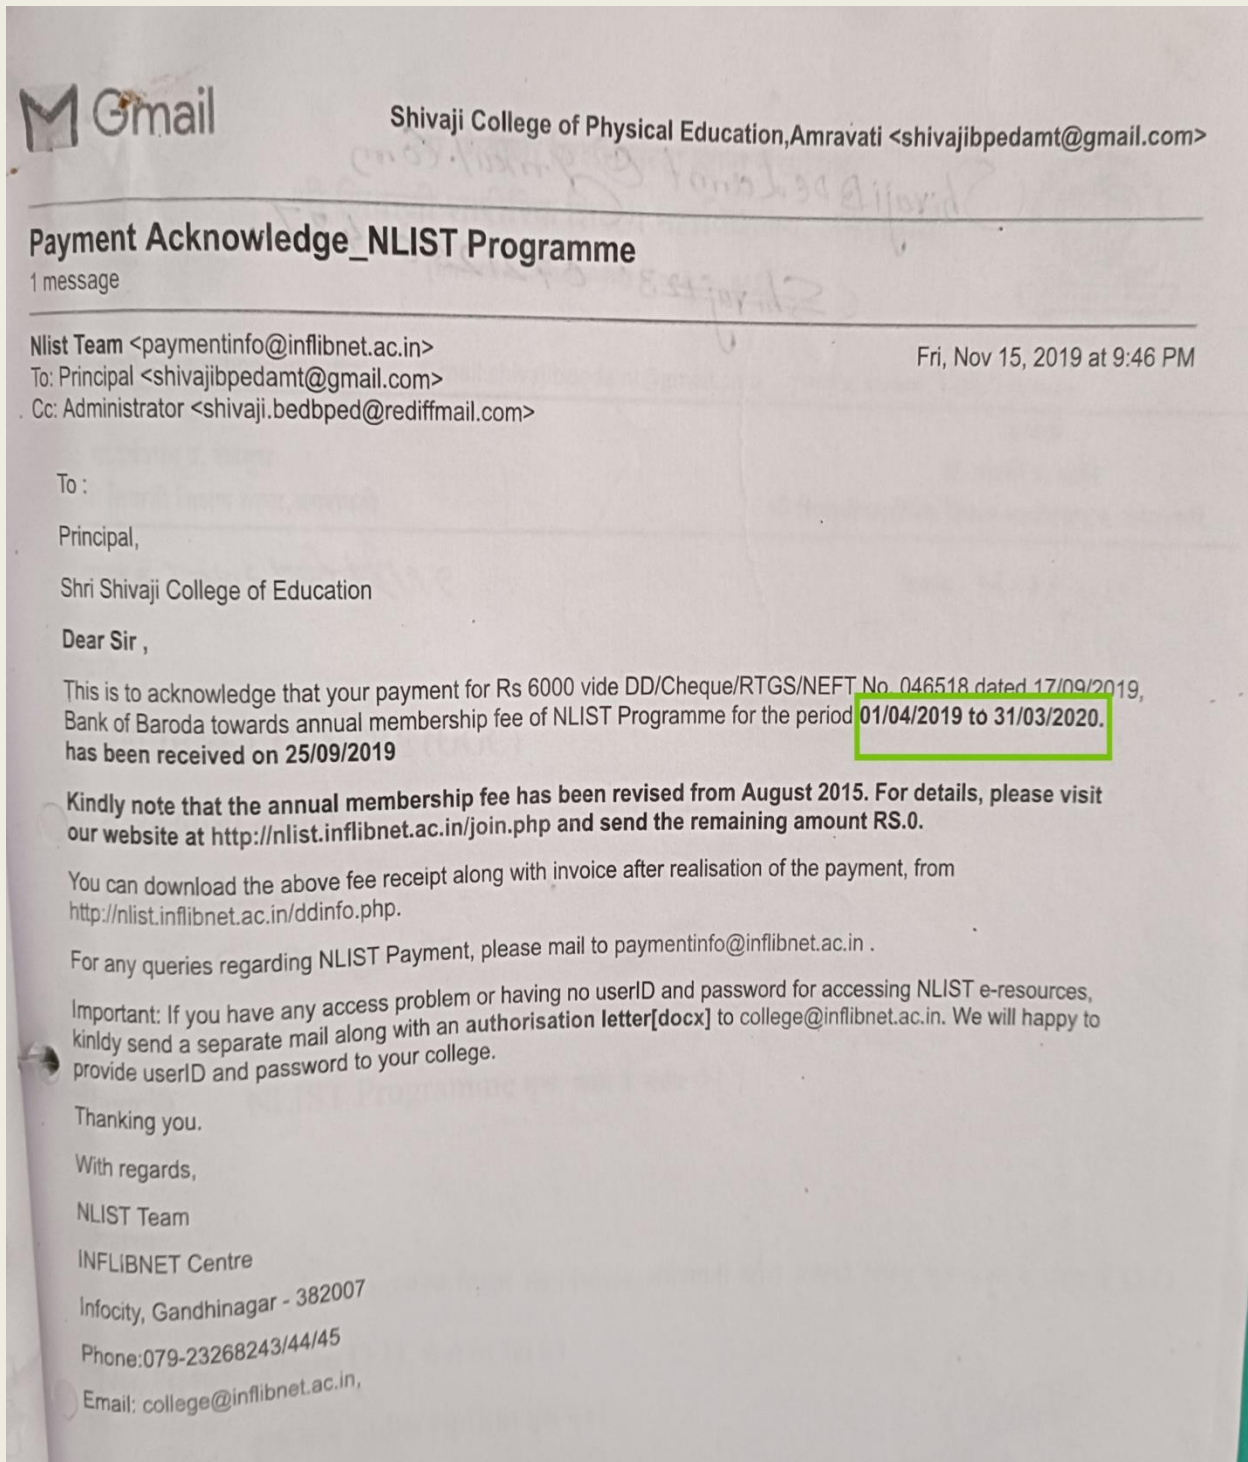 Gmail
Shivaji College of Physical Education,Amravati <shivajibpedamt@gmail.com>
Payment Acknowledge_NLIST Programme
1 message
Nlist Team <paymentinfo@inflibnet.ac.in>
Fri, Nov 15, 2019 at 9:46 PM
To: Principal <shivajibpedamt@gmail.com>
Cc: Administrator <shivaji.bedbped@rediffmail.com>
To :
Principal,
Shri Shivaji College of Education
Dear Sir ,
This is to acknowledge that your payment for Rs 6000 vide DD/Cheque/RTGS/NEFT No. 046518 dated 17/09/2019,
Bank of Baroda towards annual membership fee of NLIST Programme for the period 01/04/2019 to 31/03/2020.
has been received on 25/09/2019
Kindly note that the annual membership fee has been revised from August 2015. For details, please visit
our website at http://nlist.inflibnet.ac.in/join.php and send the remaining amount RS.0.
You can download the above fee receipt along with invoice after realisation of the payment, from
http://nlist.inflibnet.ac.in/ddinfo.php.
For any queries regarding NLIST Payment, please mail to paymentinfo@inflibnet.ac.in .
Important: If you have any access problem or having no userID and password for accessing NLIST e-resources,
kinldy send a separate mail along with an authorisation letter[docx] to college@inflibnet.ac.in. We will happy to
provide userID and password to your college.
Thanking you.
With regards,
NLIST Team
INFLIBNET Centre
Infocity, Gandhinagar - 382007
Phone:079-23268243/44/45
Email: college@inflibnet.ac.in,